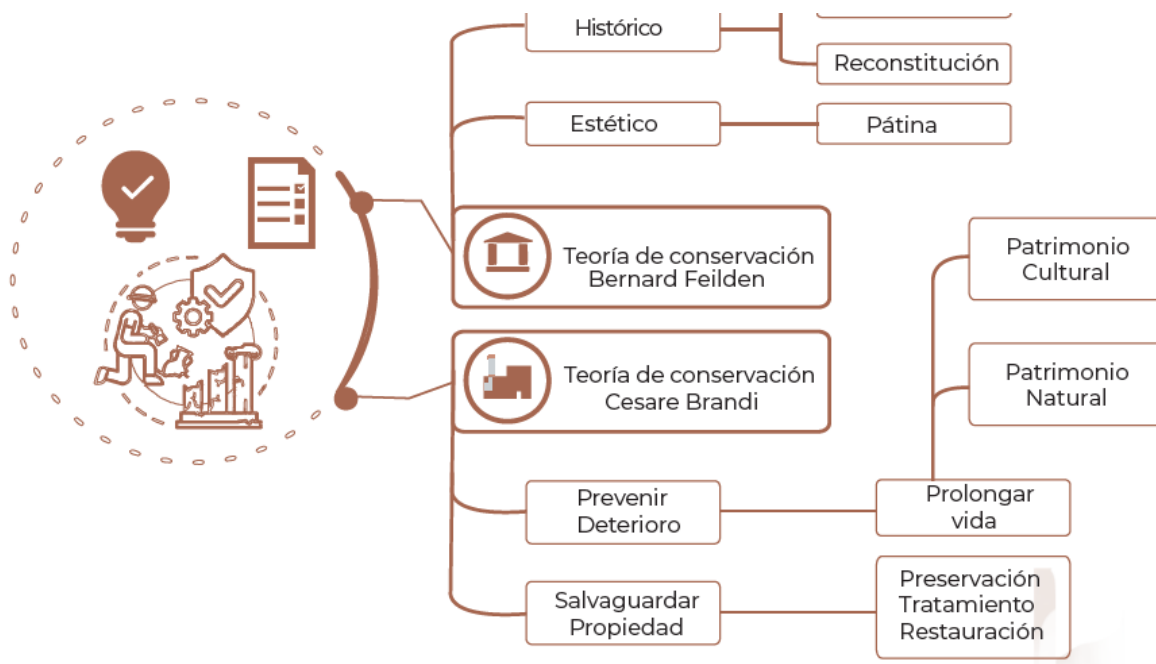 Histórico
Reconstitución
Estético
Pátina
Teoría de conservación
Bernard Feilden
Patrimonio
Cultural
Teoría de conservación
Cesare Brandi
Patrimonio
Natural
Prevenir
Deterioro
Prolongar
vida
Salvaguardar
Propiedad
Preservación
Tratamiento
Restauración